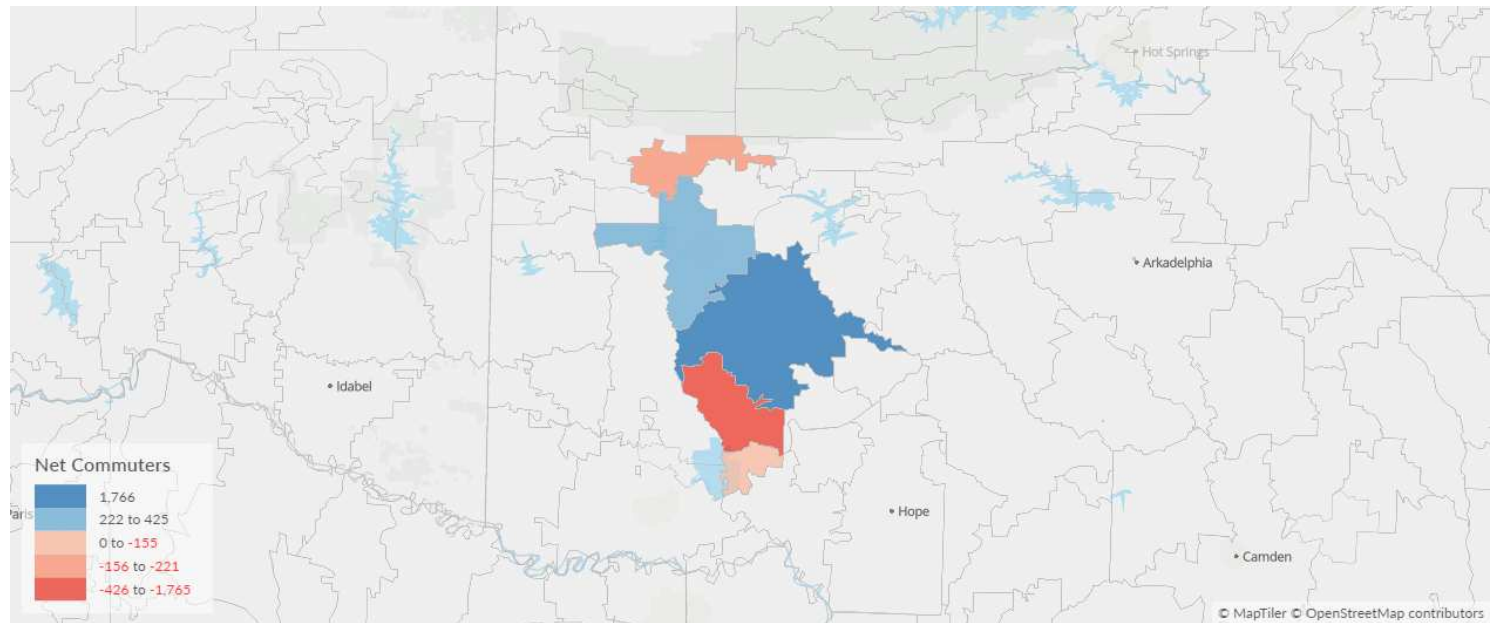 Hot Springs
Arkadelphia
Idabel
Net Commuters
1,766
222 to 425
0 to -155
-156 to -221
-426 to -1,765
Paris
Hope
Camden
© MapTiler © OpenStreetMap contributors